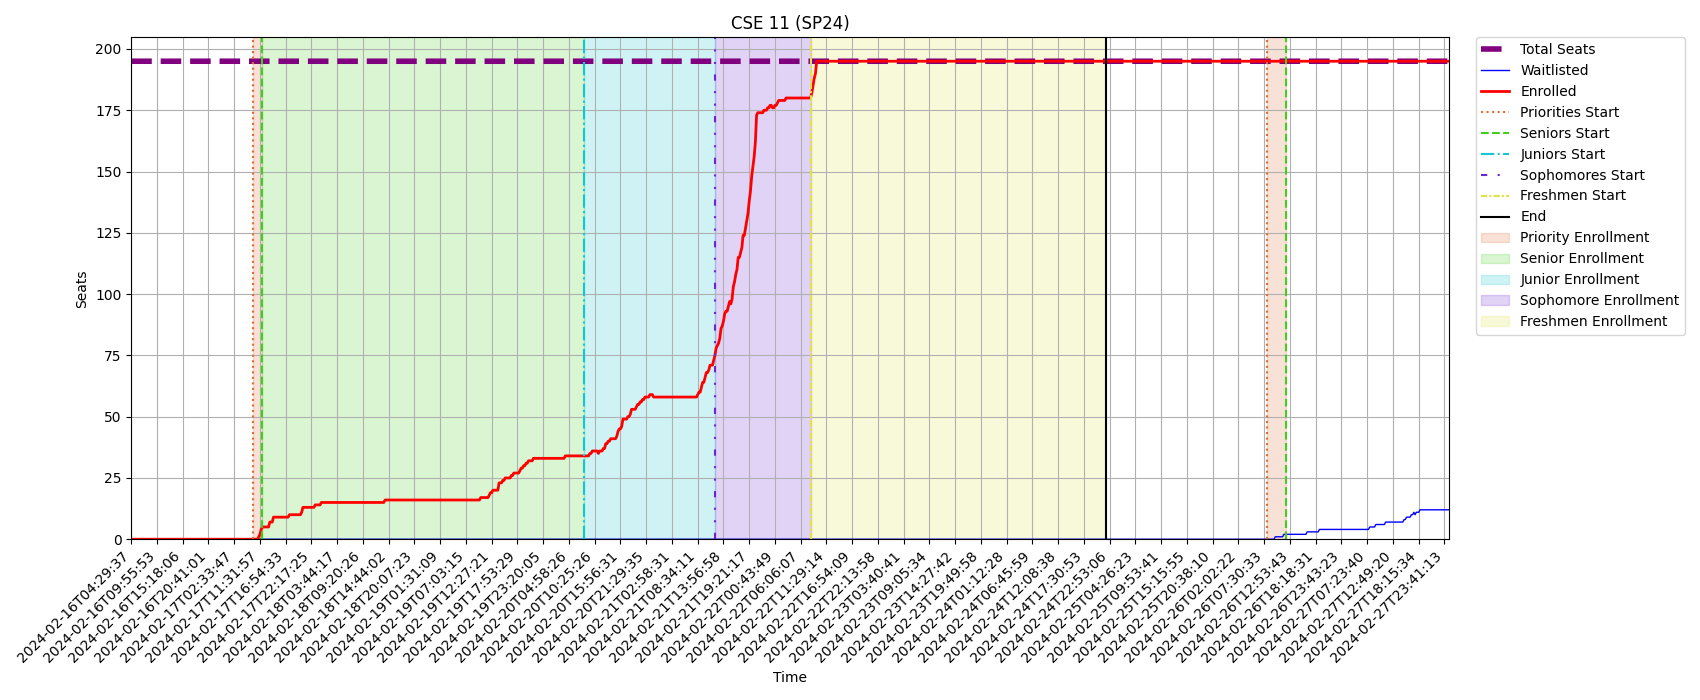 CSE 11 (SP24)
Seats
200
175
150
125
100
75
50
25
0
2024-02-16T04:29:37
2024-02-16T09:55:53
2024-02-16T15:18:06
2024-02-16T20:41:01
2024-02-17T02:33:47
2024-02-17T11:31:57
2024-02-17T16:54:33
2024-02-17T22:17:25
2024-02-18T03:44:17
2024-02-18T09:20:26
2024-02-18T14:44:02
2024-02-18T20:07:23
2024-02-19T01:31:09
2024-02-19T07:03:15
2024-02-19T12:27:21
2024-02-19T17:53:29
2024-02-19T23:20:05
2024-02-20T04:58:26
2024-02-20T10:25:26
2024-02-20T15:56:31
2024-02-20T21:29:35
2024-02-21T02:58:31
2024-02-21T08:34:11
2024-02-21T13:56:58
2024-02-21T19:21:17
2024-02-22T00:43:49
2024-02-22T06:06:07
2024-02-22T11:29:14
2024-02-22T16:54:09
2024-02-22T22:13:58
2024-02-23T03:40:41
2024-02-23T09:05:34
2024-02-23T14:27:42
2024-02-23T19:49:58
2024-02-24T01:12:28
2024-02-24T06:45:59
2024-02-24T12:08:38
2024-02-24T17:30:53
2024-02-24T22:53:06
2024-02-25T04:26:23
2024-02-25T09:53:41
2024-02-25T15:15:55
2024-02-25T20:38:10
2024-02-26T02:02:22
2024-02-26T07:30:33
2024-02-26T12:53:43
2024-02-26T18:18:31
2024-02-26T23:43:23
2024-02-27T07:23:40
2024-02-27T12:49:20
2024-02-27T18:15:34
2024-02-27T23:41:13
Time
Total Seats
Waitlisted
Enrolled
Priorities Start
Seniors Start
Juniors Start
Sophomores Start
Freshmen Start
End
Priority Enrollment
Senior Enrollment
Junior Enrollment
Sophomore Enrollment
Freshmen Enrollment